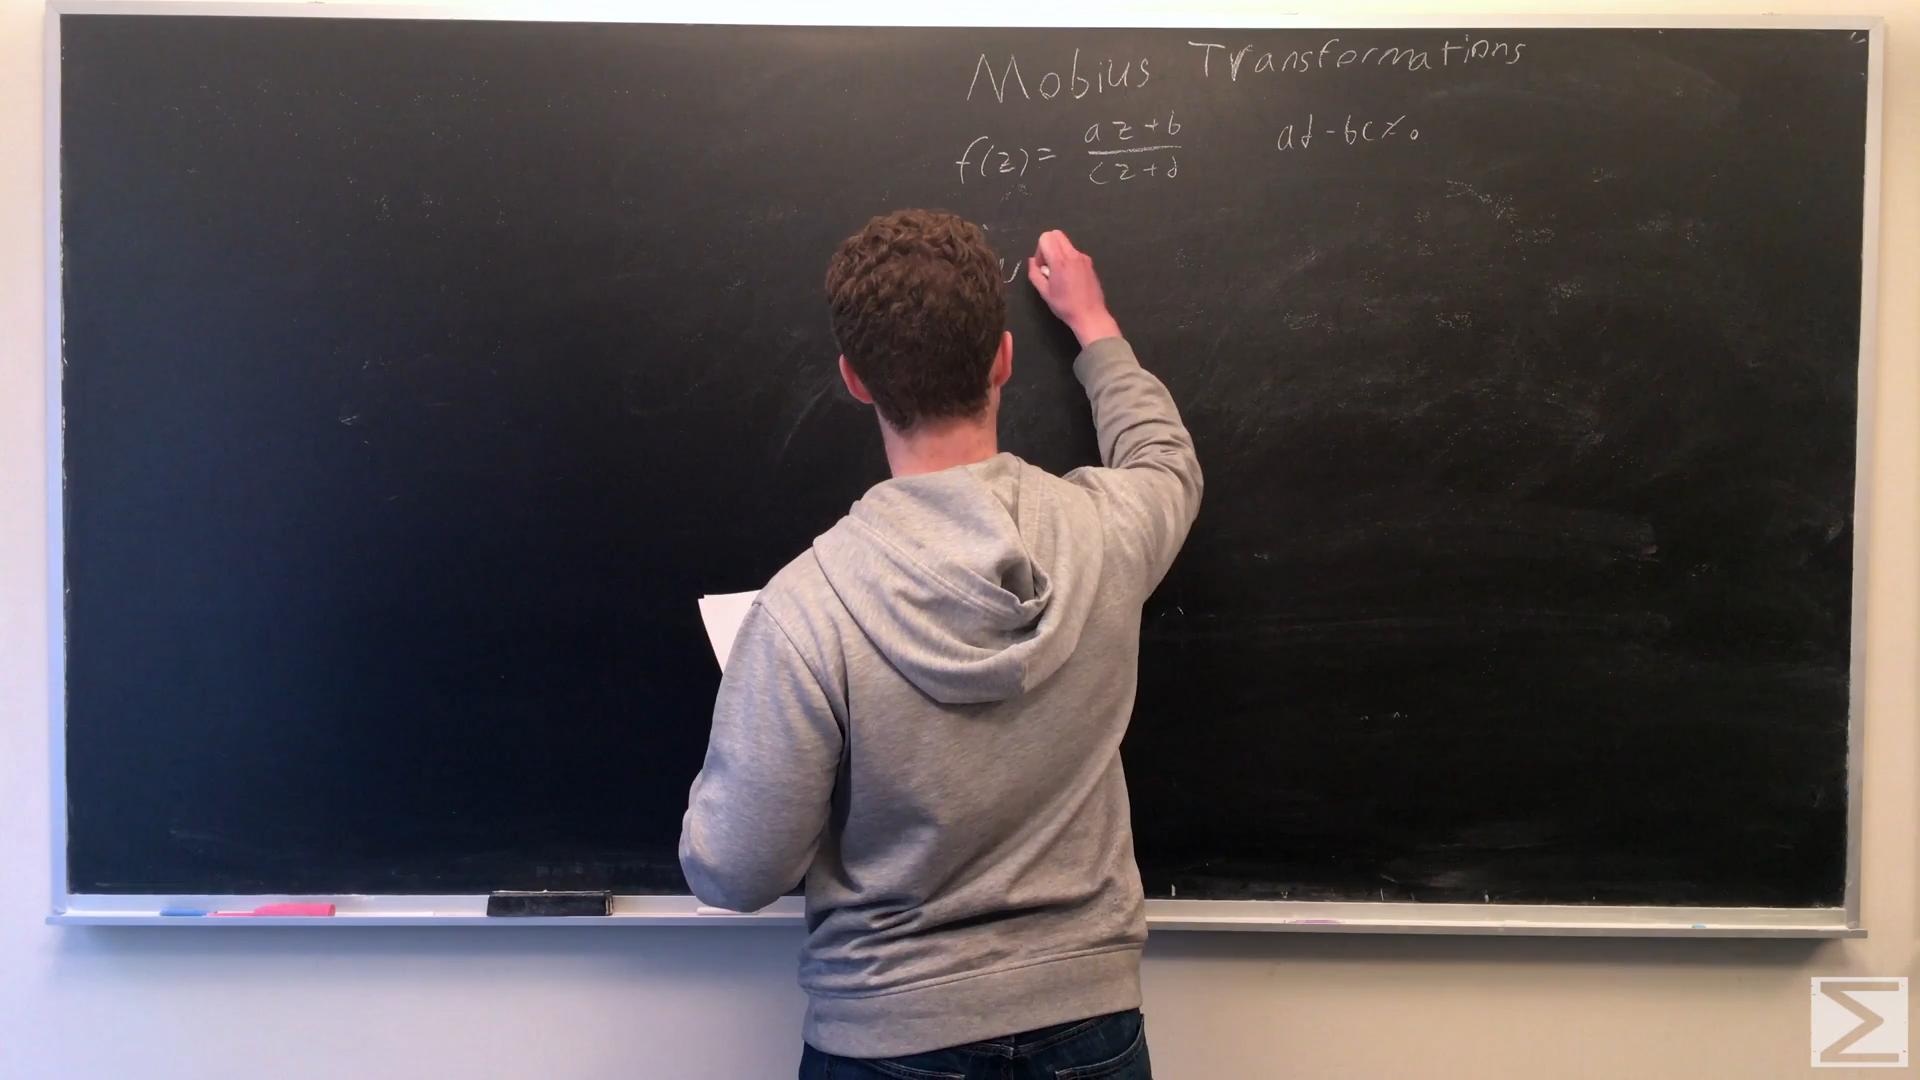 Mobius Transformations
f(z) = az+b / cz+d    ad-bc≠0
Σ